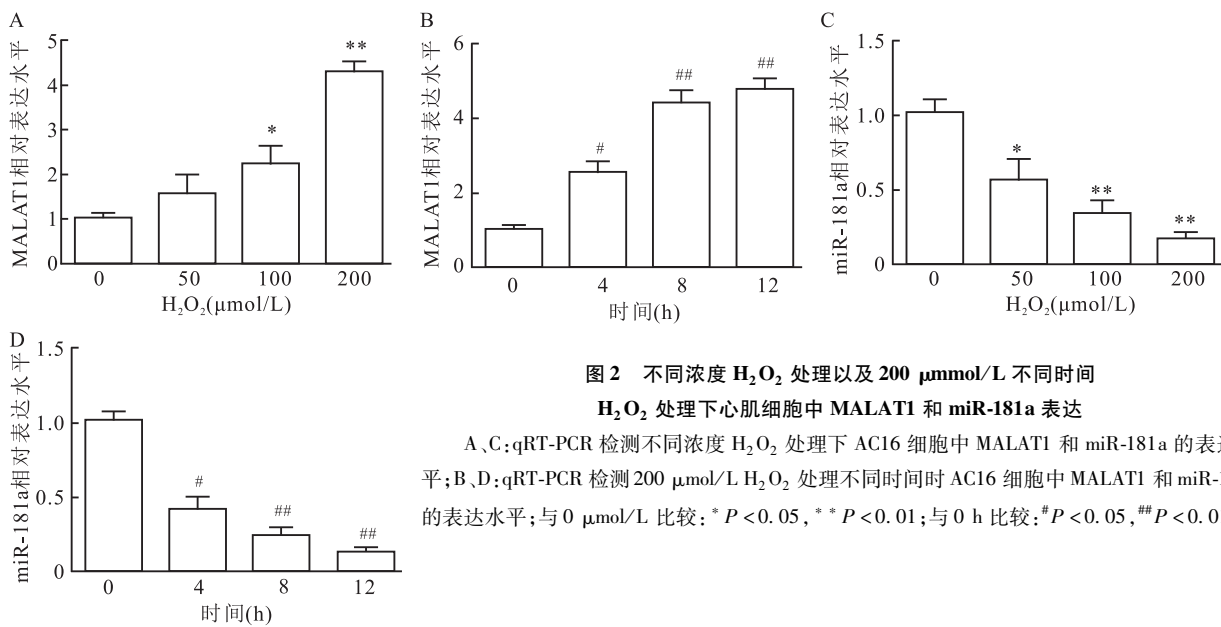 A
MALAT1相对表达水平
5
4
3
2
1
0
*
**
0 50 100 200
H₂O₂(μmol/L)
B
MALAT1相对表达水平
6
4
2
0
#
##
##
0 4 8 12
时间(h)
C
miR-181a相对表达水平
1.5
1.0
0.5
0
*
**
**
0 50 100 200
H₂O₂(μmol/L)
D
miR-181a相对表达水平
1.5
1.0
0.5
0
#
##
##
0 4 8 12
时间(h)
图 2 不同浓度 H₂O₂ 处理以及 200 μmmol/L 不同时间
H₂O₂ 处理下心肌细胞中 MALAT1 和 miR-181a 表达
A、C:qRT-PCR 检测不同浓度 H₂O₂ 处理下 AC16 细胞中 MALAT1 和 miR-181a 的表
平;B、D:qRT-PCR 检测 200 μmol/L H₂O₂ 处理不同时间时 AC16 细胞中 MALAT1 和
的表达水平;与 0 μmol/L 比较:*P<0.05,**P<0.01;与 0 h 比较:#P<0.05,##P